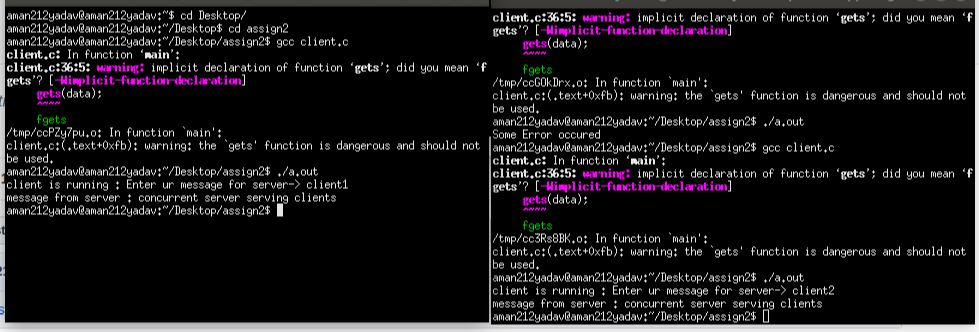 aman212yadav@aman212yadav:~$ cd Desktop/
aman212yadav@aman212yadav:~/Desktop$ cd assign2
aman212yadav@aman212yadav:~/Desktop/assign2$ gcc client.c
client.c: In function ‘main’:
client.c:36:5: warning: implicit declaration of function ‘gets’; did you mean ‘f
gets’? [-Wimplicit-function-declaration]
gets(data);
^~~~
fgets
/tmp/ccPZy7pu.o: In function `main':
client.c:(.text+0xfb): warning: the `gets' function is dangerous and should not
be used.
aman212yadav@aman212yadav:~/Desktop/assign2$ ./a.out
client is running : Enter ur message for server-> client1
message from server : concurrent server serving clients
aman212yadav@aman212yadav:~/Desktop/assign2$
client.c:36:5: warning: implicit declaration of function ‘gets’; did you mean ‘f
gets’? [-Wimplicit-function-declaration]
gets(data);
^~~~
fgets
/tmp/ccGOkDrx.o: In function `main':
client.c:(.text+0xfb): warning: the `gets' function is dangerous and should not
be used.
aman212yadav@aman212yadav:~/Desktop/assign2$ ./a.out
Some Error occured
aman212yadav@aman212yadav:~/Desktop/assign2$ gcc client.c
client.c: In function ‘main’:
client.c:36:5: warning: implicit declaration of function ‘gets’; did you mean ‘f
gets’? [-Wimplicit-function-declaration]
gets(data);
^~~~
fgets
/tmp/cc3Rs8BK.o: In function `main':
client.c:(.text+0xfb): warning: the `gets' function is dangerous and should not
be used.
aman212yadav@aman212yadav:~/Desktop/assign2$ ./a.out
client is running : Enter ur message for server-> client2
message from server : concurrent server serving clients
aman212yadav@aman212yadav:~/Desktop/assign2$